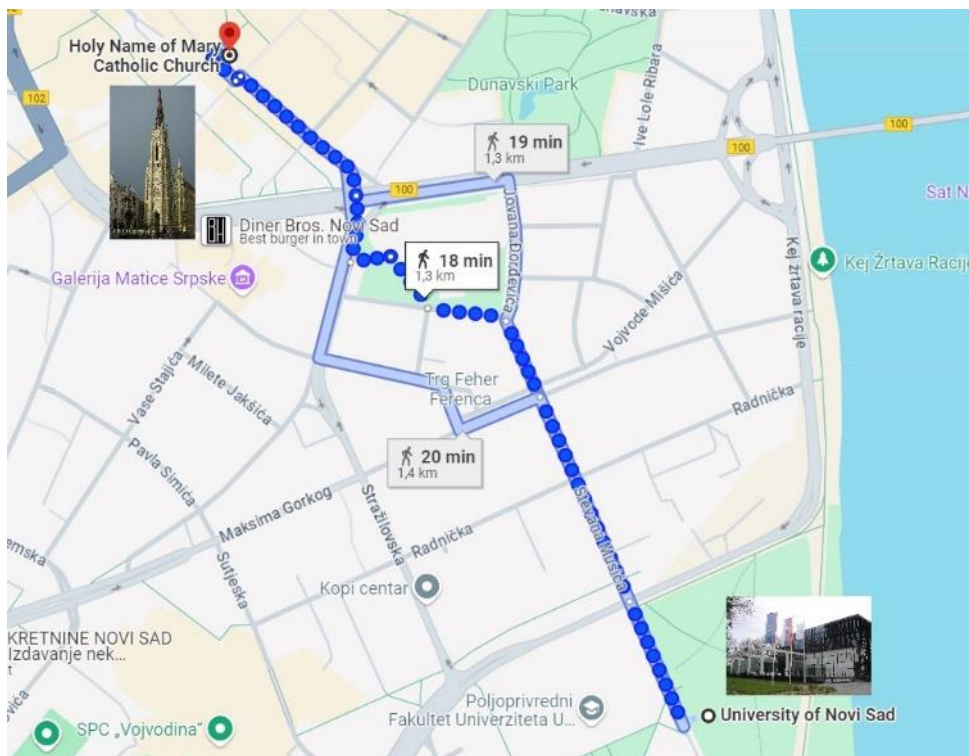 Holy Name of Mary
Catholic Church
102
Dunavski Park
Ive Lole Ribara
100
100
19 min
1,3 km
100
Sat N
BH
Diner Bros. Novi Sad
Best burger in town
Jovana Đorđevića
18 min
1,3 km
Galerija Matice Srpske
Kej žrtava racije
Kej Žrtava Racije
Vojvode Mišića
Vase Stajića
Milete Jakšića
Trg Feher
Ferenca
Radnička
Pavla Simića
20 min
1,4 km
Maksima Gorkog
Stražilovska
Radnička
Stevana Musića
emska
Sutjeska
Kopi centar
KRETNINE NOVI SAD
Izdavanje nek...
t
Poljoprivredni
Fakultet Univerziteta U...
University of Novi Sad
SPC „Vojvodina“